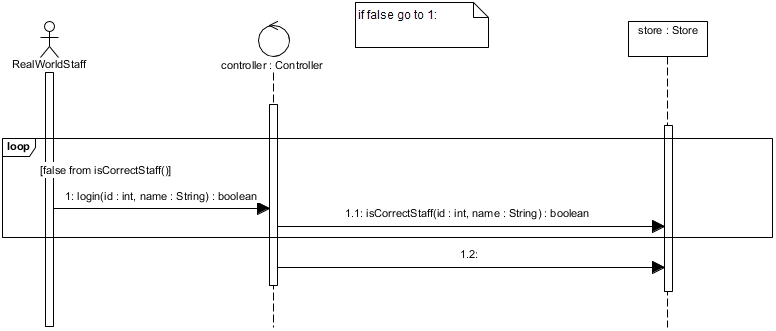 if false go to 1:
store : Store
RealWorldStaff
controller : Controller
loop
[false from isCorrectStaff()]
1: login(id : int, name : String) : boolean
1.1: isCorrectStaff(id : int, name : String) : boolean
1.2: